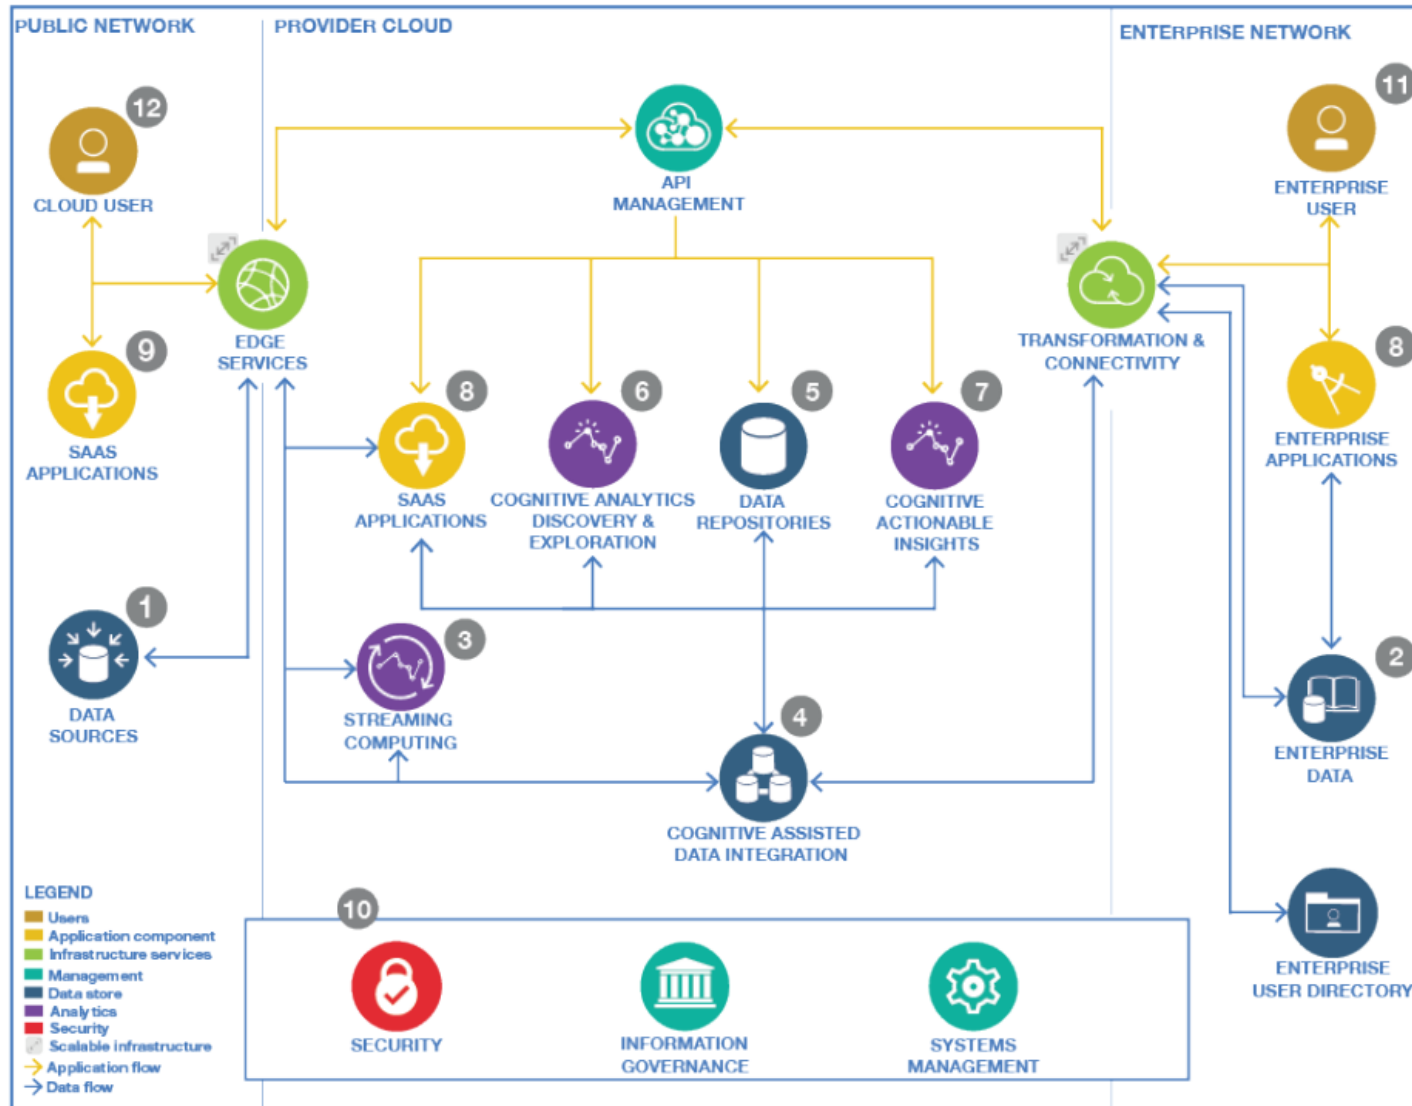 PUBLIC NETWORK
PROVIDER CLOUD
ENTERPRISE NETWORK
12
CLOUD USER
API
MANAGEMENT
11
ENTERPRISE
USER
EDGE
SERVICES
TRANSFORMATION &
CONNECTIVITY
9
SAAS
APPLICATIONS
8
SAAS
APPLICATIONS
6
COGNITIVE ANALYTICS
DISCOVERY &
EXPLORATION
5
DATA
REPOSITORIES
7
COGNITIVE
ACTIONABLE
INSIGHTS
8
ENTERPRISE
APPLICATIONS
1
DATA
SOURCES
3
STREAMING
COMPUTING
4
COGNITIVE ASSISTED
DATA INTEGRATION
2
ENTERPRISE
DATA
ENTERPRISE
USER DIRECTORY
LEGEND
Users
Application component
Infrastructure services
Management
Data store
Analytics
Security
Scalable infrastructure
Application flow
Data flow
10
SECURITY
INFORMATION
GOVERNANCE
SYSTEMS
MANAGEMENT